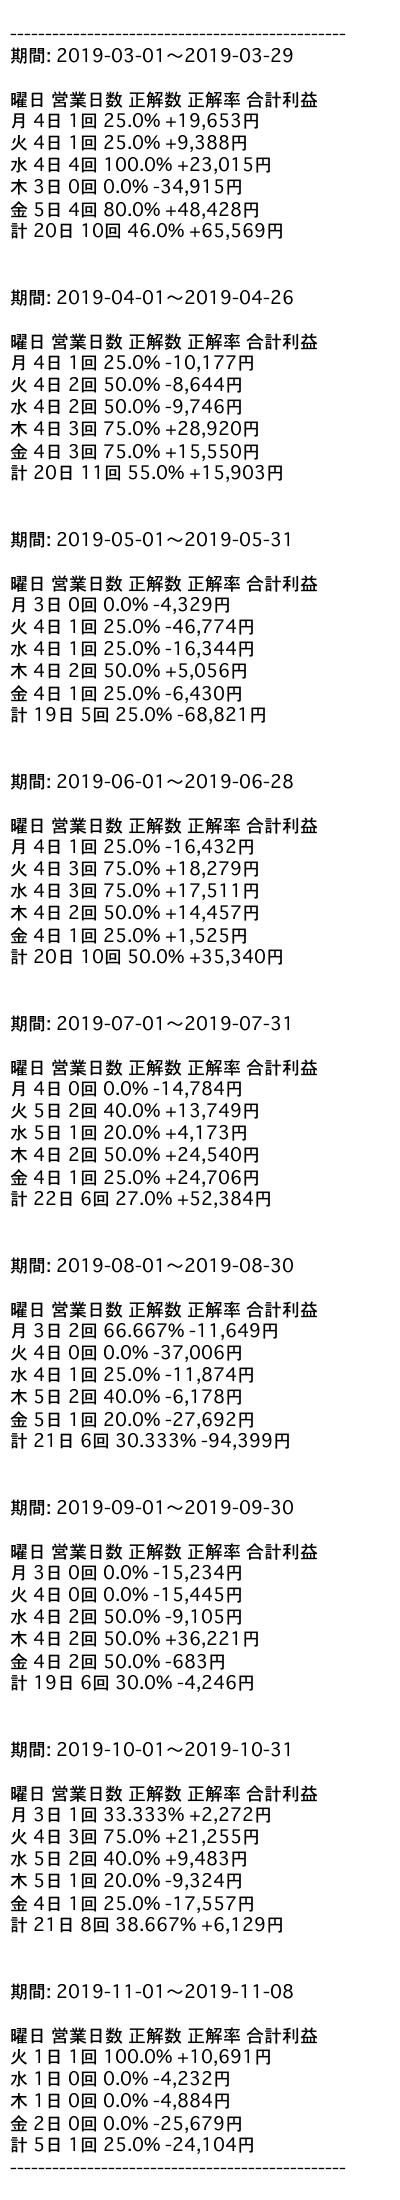 ------------------------------------------------
期間: 2019-03-01〜2019-03-29
曜日 営業日数 正解数 正解率 合計利益
月 4日 1回 25.0% +19,653円
火 4日 1回 25.0% +9,388円
水 4日 4回 100.0% +23,015円
木 3日 0回 0.0% -34,915円
金 5日 4回 80.0% +48,428円
計 20日 10回 46.0% +65,569円
期間: 2019-04-01〜2019-04-26
曜日 営業日数 正解数 正解率 合計利益
月 4日 1回 25.0% -10,177円
火 4日 2回 50.0% -8,644円
水 4日 2回 50.0% -9,746円
木 4日 3回 75.0% +28,920円
金 4日 3回 75.0% +15,550円
計 20日 11回 55.0% +15,903円
期間: 2019-05-01〜2019-05-31
曜日 営業日数 正解数 正解率 合計利益
月 3日 0回 0.0% -4,329円
火 4日 1回 25.0% -46,774円
水 4日 1回 25.0% -16,344円
木 4日 2回 50.0% +5,056円
金 4日 1回 25.0% -6,430円
計 19日 5回 25.0% -68,821円
期間: 2019-06-01〜2019-06-28
曜日 営業日数 正解数 正解率 合計利益
月 4日 1回 25.0% -16,432円
火 4日 3回 75.0% +18,279円
水 4日 3回 75.0% +17,511円
木 4日 2回 50.0% +14,457円
金 4日 1回 25.0% +1,525円
計 20日 10回 50.0% +35,340円
期間: 2019-07-01〜2019-07-31
曜日 営業日数 正解数 正解率 合計利益
月 4日 0回 0.0% -14,784円
火 5日 2回 40.0% +13,749円
水 5日 1回 20.0% +4,173円
木 4日 2回 50.0% +24,540円
金 4日 1回 25.0% +24,706円
計 22日 6回 27.0% +52,384円
期間: 2019-08-01〜2019-08-30
曜日 営業日数 正解数 正解率 合計利益
月 3日 2回 66.667% -11,649円
火 4日 0回 0.0% -37,006円
水 4日 1回 25.0% -11,874円
木 5日 2回 40.0% -6,178円
金 5日 1回 20.0% -27,692円
計 21日 6回 30.333% -94,399円
期間: 2019-09-01〜2019-09-30
曜日 営業日数 正解数 正解率 合計利益
月 3日 0回 0.0% -15,234円
火 4日 0回 0.0% -15,445円
水 4日 2回 50.0% -9,105円
木 4日 2回 50.0% +36,221円
金 4日 2回 50.0% -683円
計 19日 6回 30.0% -4,246円
期間: 2019-10-01〜2019-10-31
曜日 営業日数 正解数 正解率 合計利益
月 3日 1回 33.333% +2,272円
火 4日 3回 75.0% +21,255円
水 5日 2回 40.0% +9,483円
木 5日 1回 20.0% -9,324円
金 4日 1回 25.0% -17,557円
計 21日 8回 38.667% +6,129円
期間: 2019-11-01〜2019-11-08
曜日 営業日数 正解数 正解率 合計利益
火 1日 1回 100.0% +10,691円
水 1日 0回 0.0% -4,232円
木 1日 0回 0.0% -4,884円
金 2日 0回 0.0% -25,679円
計 5日 1回 25.0% -24,104円
------------------------------------------------